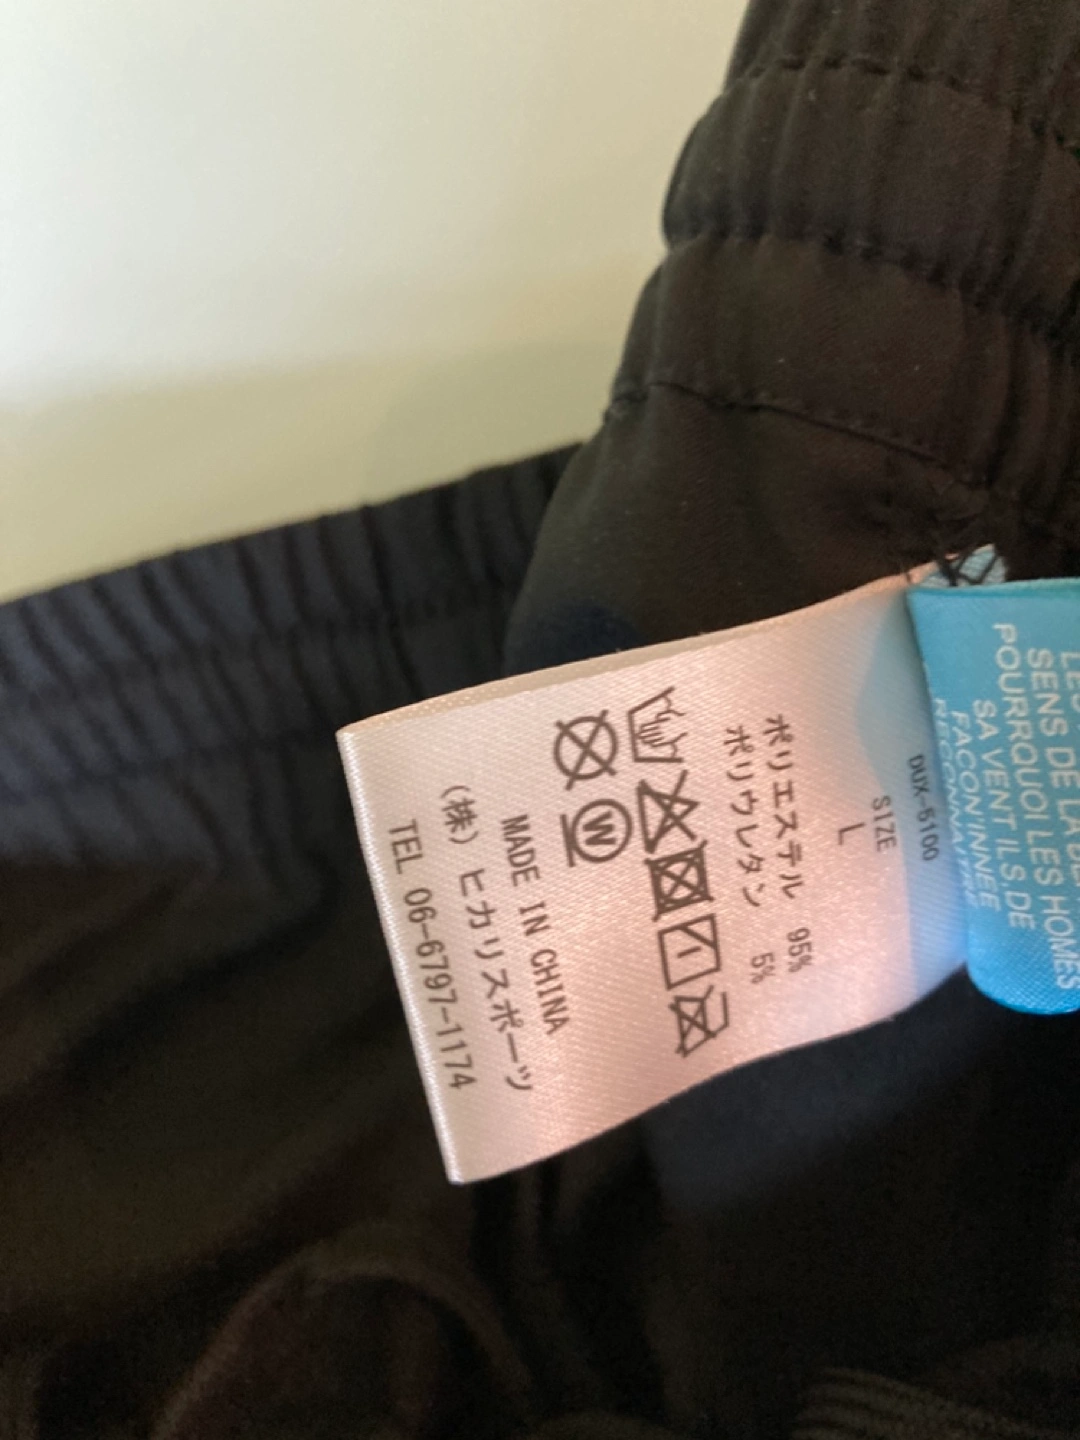 DUX-5100
SIZE
L
ポリエステル 95%
ポリウレタン 5%
W
MADE IN CHINA
(株) ヒカリスポーツ
TEL 06-6797-1174
SENS DE
POURRQUOI LES HOMES
SA VENT ILS,DE
FACON INNEE